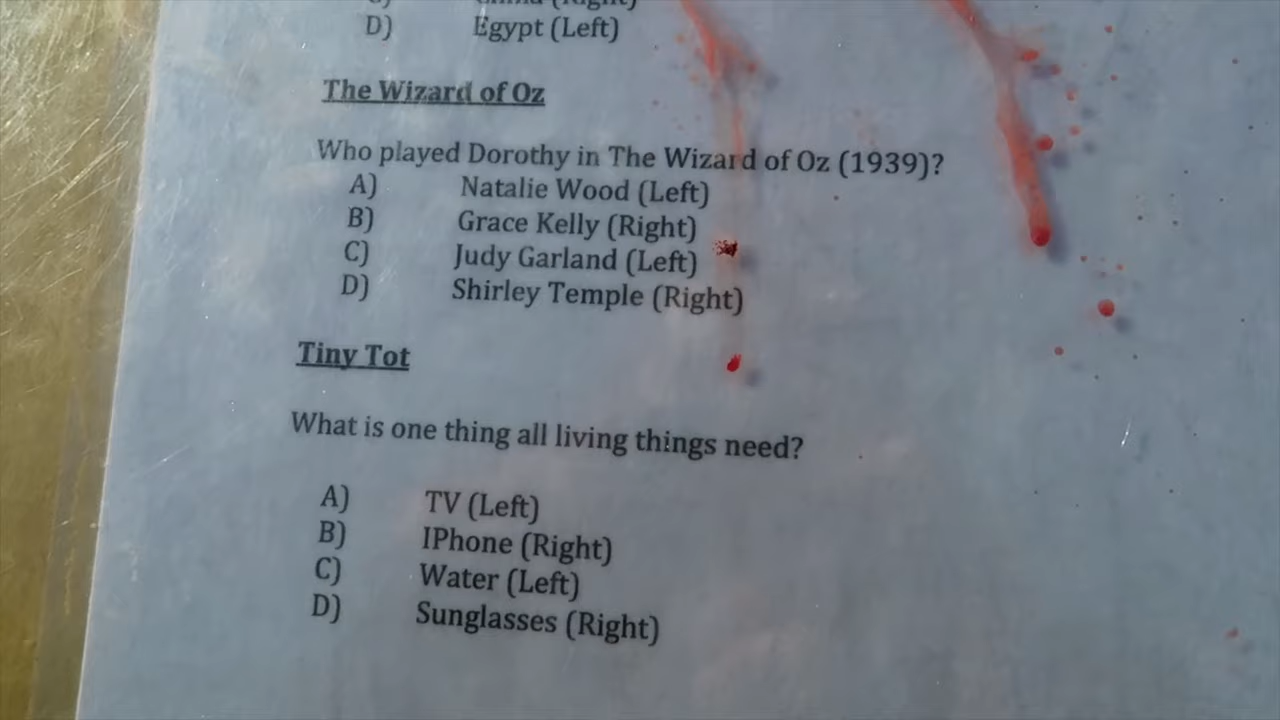 D) Egypt (Left)
The Wizard of Oz
Who played Dorothy in The Wizard of Oz (1939)?
A) Natalie Wood (Left)
B) Grace Kelly (Right)
C) Judy Garland (Left)
D) Shirley Temple (Right)
Tiny Tot
What is one thing all living things need?
A) TV (Left)
B) IPhone (Right)
C) Water (Left)
D) Sunglasses (Right)